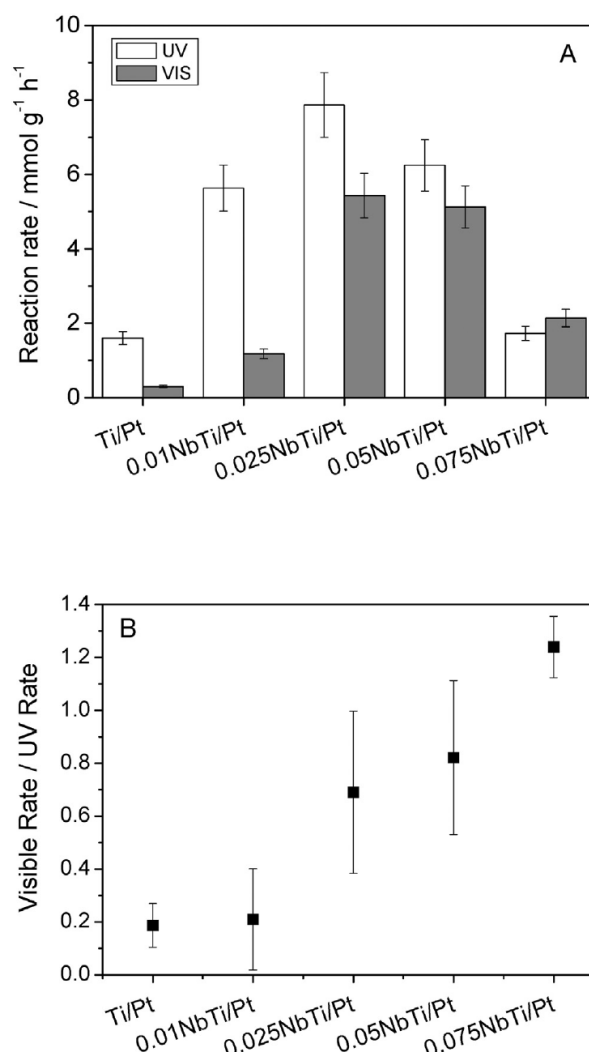 A
UV
VIS
Reaction rate / mmol g⁻¹ h⁻¹
10
8
6
4
2
0
Ti/Pt
0.01NbTi/Pt
0.025NbTi/Pt
0.05NbTi/Pt
0.075NbTi/Pt
B
Visible Rate / UV Rate
1.4
1.2
1.0
0.8
0.6
0.4
0.2
0.0
Ti/Pt
0.01NbTi/Pt
0.025NbTi/Pt
0.05NbTi/Pt
0.075NbTi/Pt